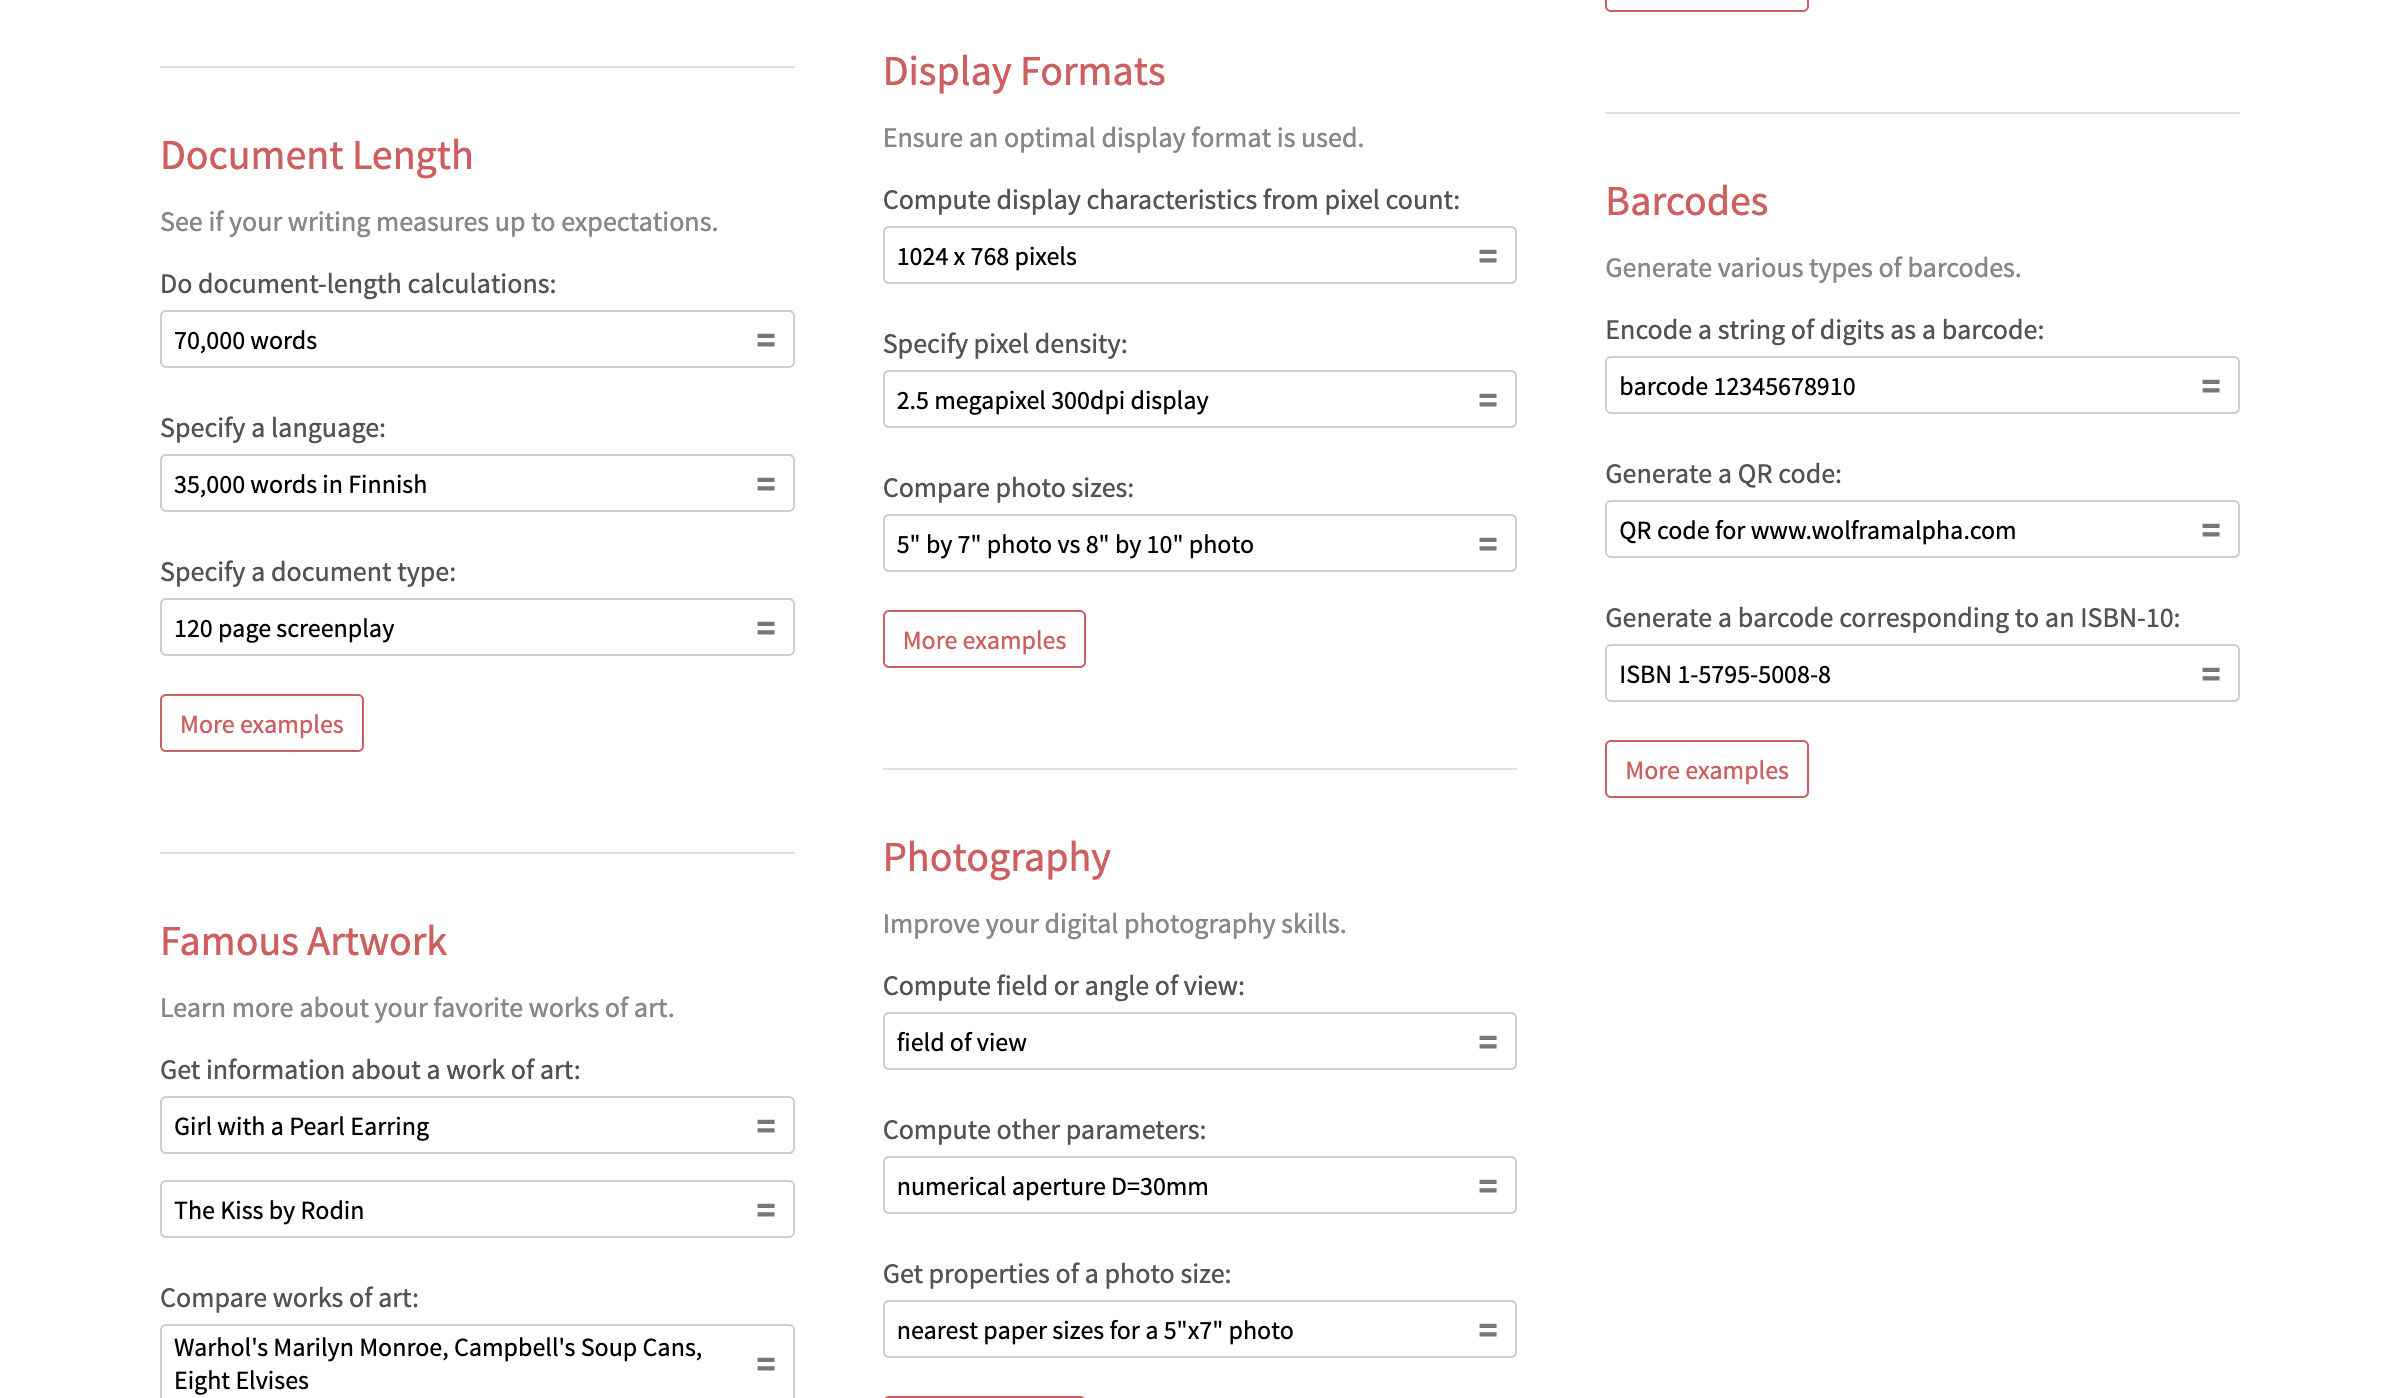 Document Length
See if your writing measures up to expectations.
Do document-length calculations:
70,000 words
Specify a language:
35,000 words in Finnish
Specify a document type:
120 page screenplay
More examples
Famous Artwork
Learn more about your favorite works of art.
Get information about a work of art:
Girl with a Pearl Earring
The Kiss by Rodin
Compare works of art:
Warhol's Marilyn Monroe, Campbell's Soup Cans,
Eight Elvises
Display Formats
Ensure an optimal display format is used.
Compute display characteristics from pixel count:
1024 x 768 pixels
Specify pixel density:
2.5 megapixel 300dpi display
Compare photo sizes:
5" by 7" photo vs 8" by 10" photo
More examples
Photography
Improve your digital photography skills.
Compute field or angle of view:
field of view
Compute other parameters:
numerical aperture D=30mm
Get properties of a photo size:
nearest paper sizes for a 5"x7" photo
Barcodes
Generate various types of barcodes.
Encode a string of digits as a barcode:
barcode 12345678910
Generate a QR code:
QR code for www.wolframalpha.com
Generate a barcode corresponding to an ISBN-10:
ISBN 1-5795-5008-8
More examples